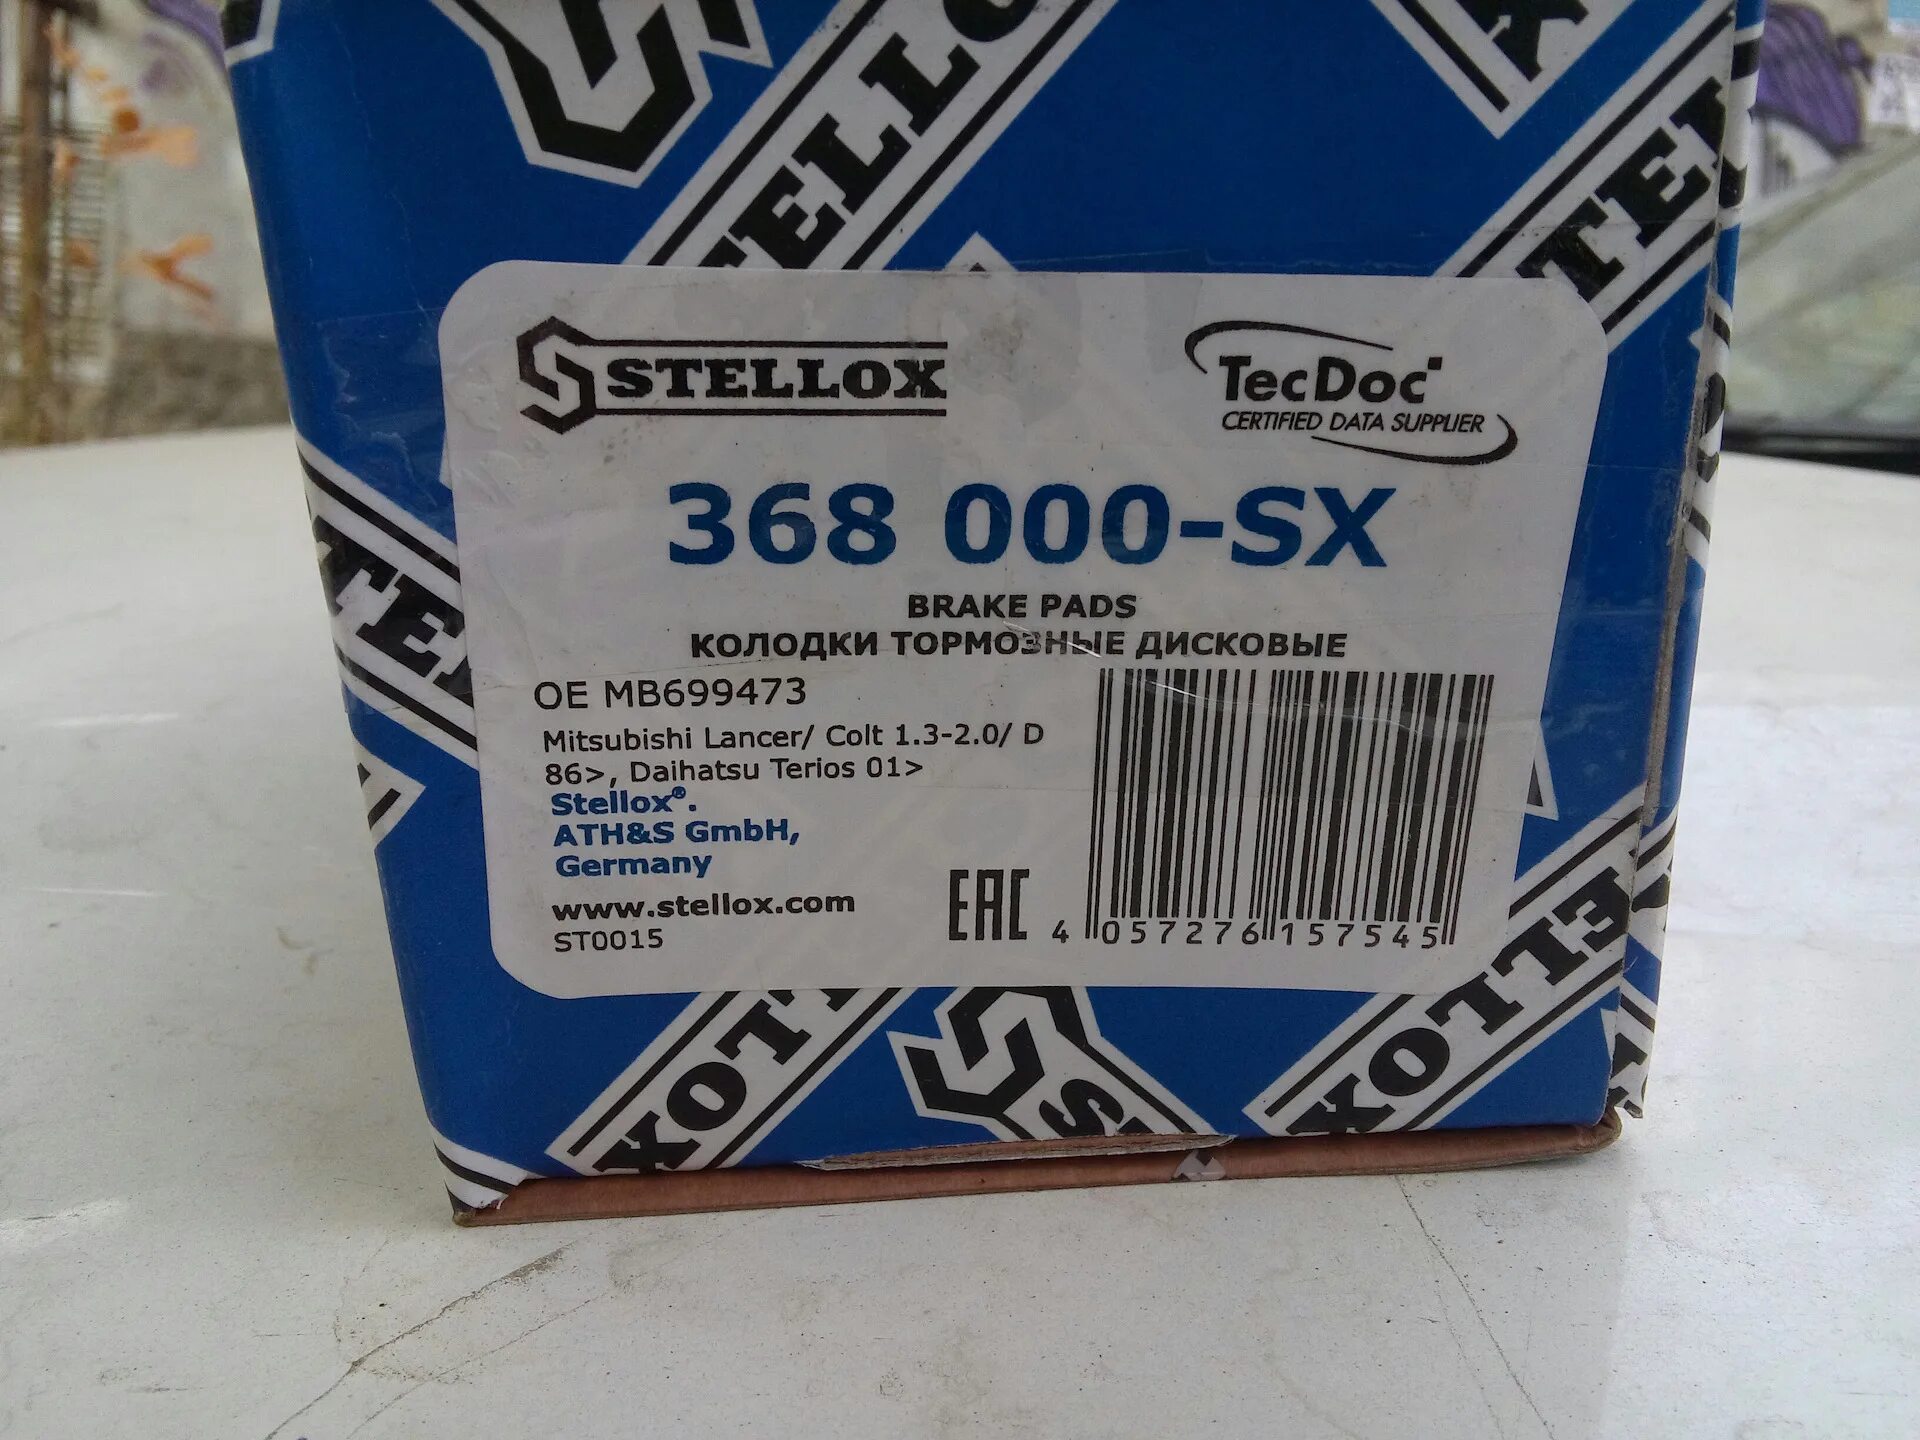 STELLOX
TecDoc
CERTIFIED DATA SUPPLIER
368 000-SX
BRAKE PADS
КОЛОДКИ ТОРМОЗНЫЕ ДИСКОВЫЕ
OE MB699473
Mitsubishi Lancer/ Colt 1.3-2.0/ D
86>, Daihatsu Terios 01>
Stellox®.
ATH&S GmbH,
Germany
www.stellox.com
ST0015
EAC
4 057276 157545